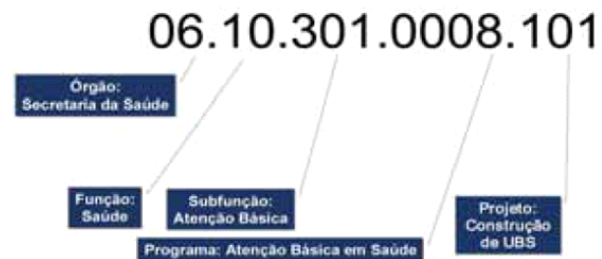 06.10.301.0008.101
Órgão:
Secretaria da Saúde
Função:
Saúde
Subfunção:
Atenção Básica
Programa: Atenção Básica em Saúde
Projeto:
Construção
de UBS